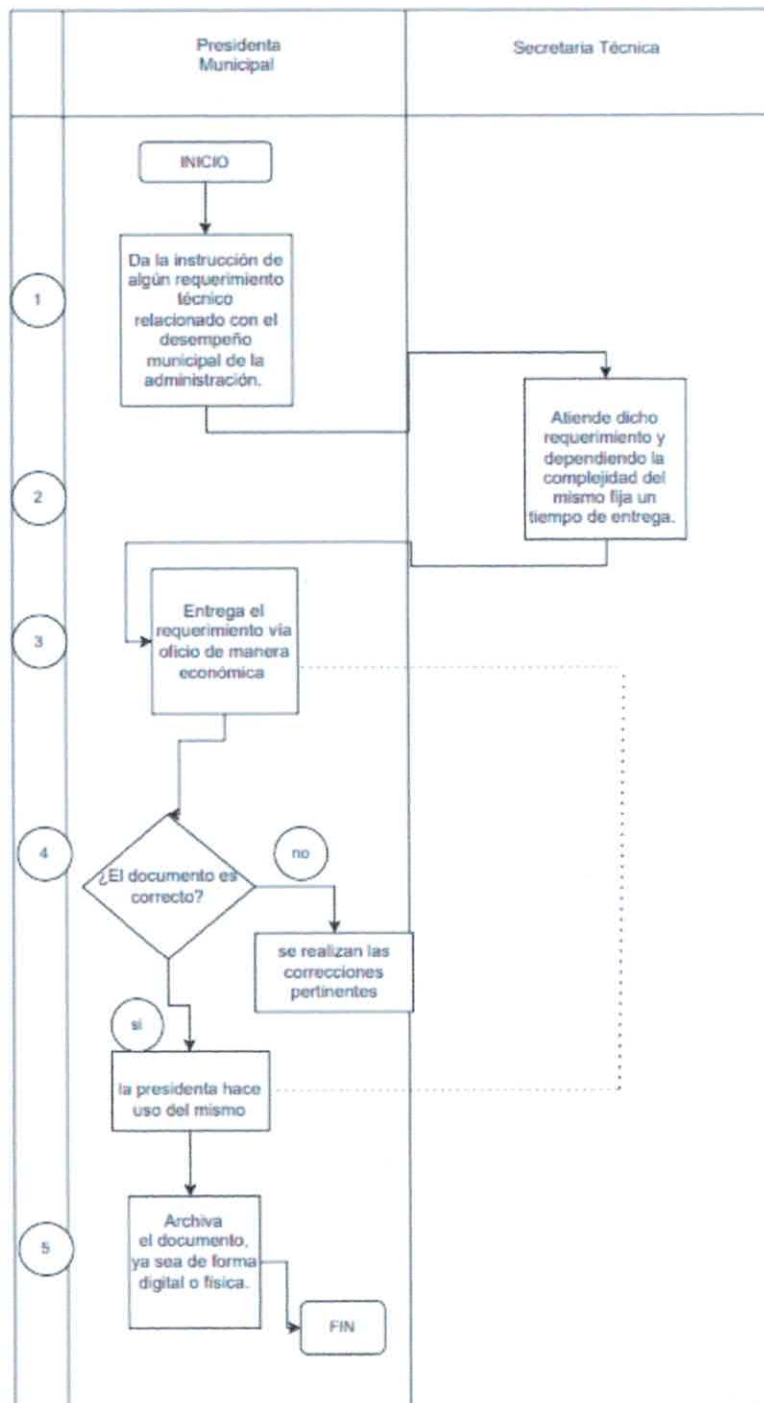 Presidenta
Municipal
Secretaria Técnica
INICIO
1
Da la instrucción de
algún requerimiento
técnico
relacionado con el
desempeño
municipal de la
administración.
2
Atiende dicho
requerimiento y
dependiendo la
complejidad del
mismo fija un
tiempo de entrega.
3
Entrega el
requerimiento vía
oficio de manera
económica
4
¿El documento es
correcto?
no
se realizan las
correcciones
pertinentes
si
la presidenta hace
uso del mismo
5
Archiva
el documento,
ya sea de forma
digital o física.
FIN